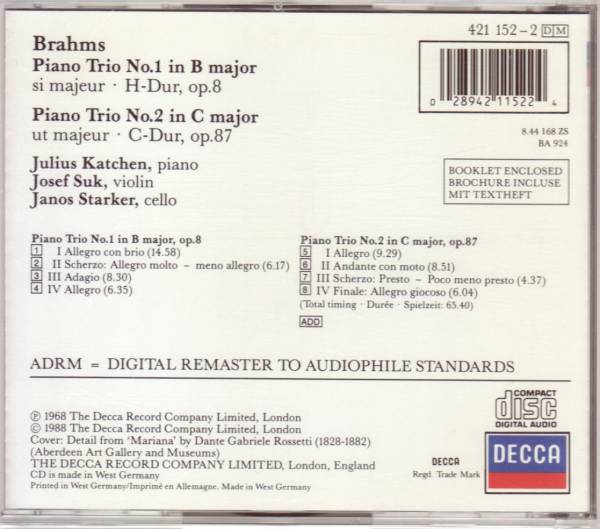 421 152-2 DM
Brahms
Piano Trio No.1 in B major
si majeur · H-Dur, op.8
Piano Trio No.2 in C major
ut majeur · C-Dur, op.87
Julius Katchen, piano
Josef Suk, violin
Janos Starker, cello
0 28942 11522 4
8.44 168 ZS
BA 924
BOOKLET ENCLOSED
BROCHURE INCLUSE
MIT TEXTHEFT
Piano Trio No.1 in B major, op.8
1 I Allegro con brio (14.58)
2 II Scherzo: Allegro molto – meno allegro (6.17)
3 III Adagio (8.30)
4 IV Allegro (6.35)
Piano Trio No.2 in C major, op.87
5 I Allegro (9.29)
6 II Andante con moto (8.51)
7 III Scherzo: Presto – Poco meno presto (4.37)
8 IV Finale: Allegro giocoso (6.04)
(Total timing · Durée · Spielzeit: 65.40)
ADD
ADRM = DIGITAL REMASTER TO AUDIOPHILE STANDARDS
℗ 1968 The Decca Record Company Limited, London
© 1988 The Decca Record Company Limited, London
Cover: Detail from 'Mariana' by Dante Gabriele Rossetti (1828-1882)
(Aberdeen Art Gallery and Museums)
THE DECCA RECORD COMPANY LIMITED, London, England
CD is made in West Germany
Printed in West Germany/Imprimé en Allemagne. Made in West Germany
COMPACT
disc
DIGITAL AUDIO
DECCA
Regd. Trade Mark
DECCA